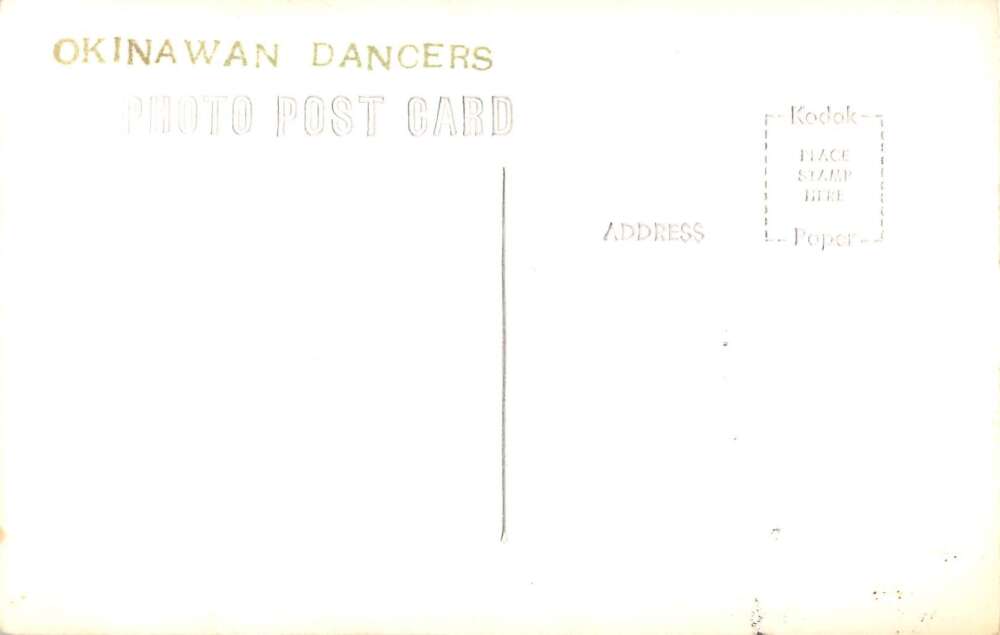 OKINAWAN DANCERS
PHOTO POST CARD
Kodak
PLACE
STAMP
HERE
Paper
ADDRESS